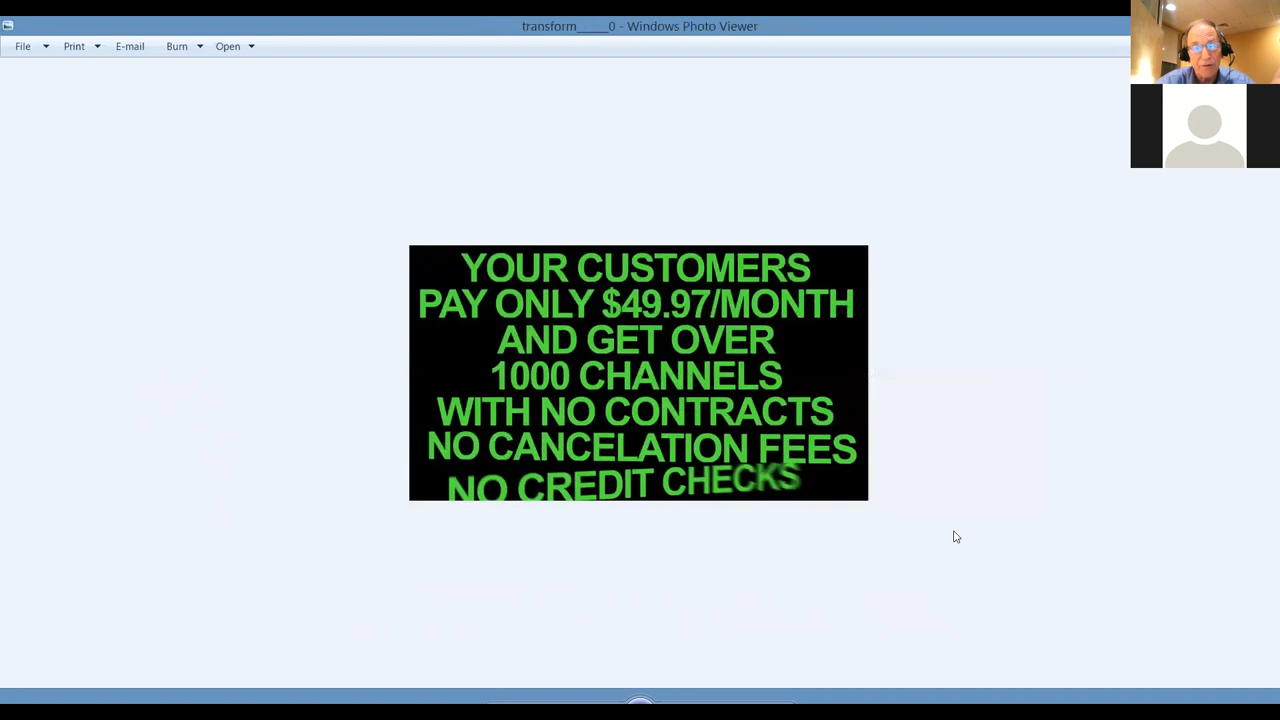 transform_____0 - Windows Photo Viewer
File Print E-mail Burn Open
YOUR CUSTOMERS
PAY ONLY $49.97/MONTH
AND GET OVER
1000 CHANNELS
WITH NO CONTRACTS
NO CANCELATION FEES
NO CREDIT CHECKS